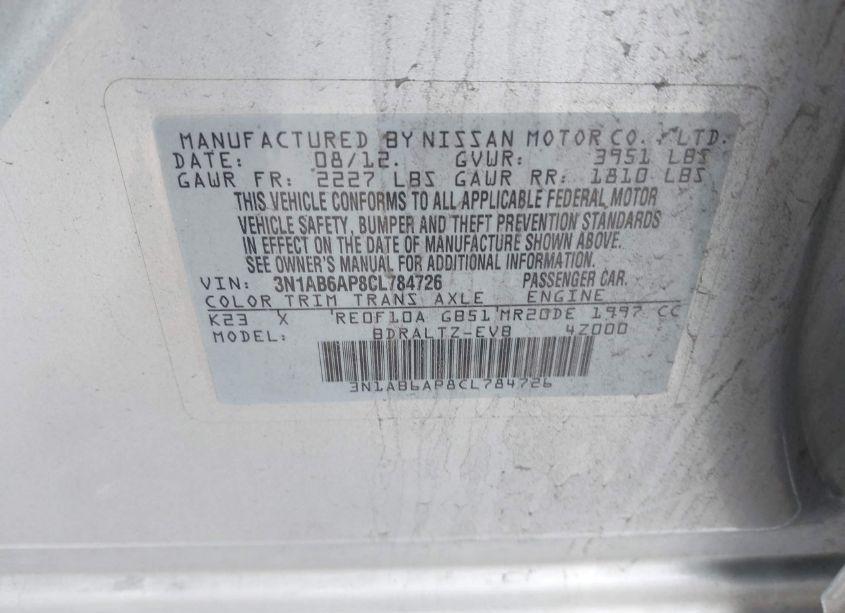 MANUFACTURED BY NISSAN MOTOR CO., LTD.
DATE: 08/12. GVWR: 3951 LBS
GAWR FR: 2227 LBS GAWR RR: 1810 LBS
THIS VEHICLE CONFORMS TO ALL APPLICABLE FEDERAL MOTOR
VEHICLE SAFETY, BUMPER AND THEFT PREVENTION STANDARDS
IN EFFECT ON THE DATE OF MANUFACTURE SHOWN ABOVE.
SEE OWNER'S MANUAL FOR ADDITIONAL INFORMATION.
VIN: 3N1AB6AP8CL784726 PASSENGER CAR.
COLOR TRIM TRANS AXLE ENGINE
K23 X RE0F10A GB51 MR20DE 1997 CC
MODEL: BDRALTZ-EVB 4Z000
3N1AB6AP8CL784726